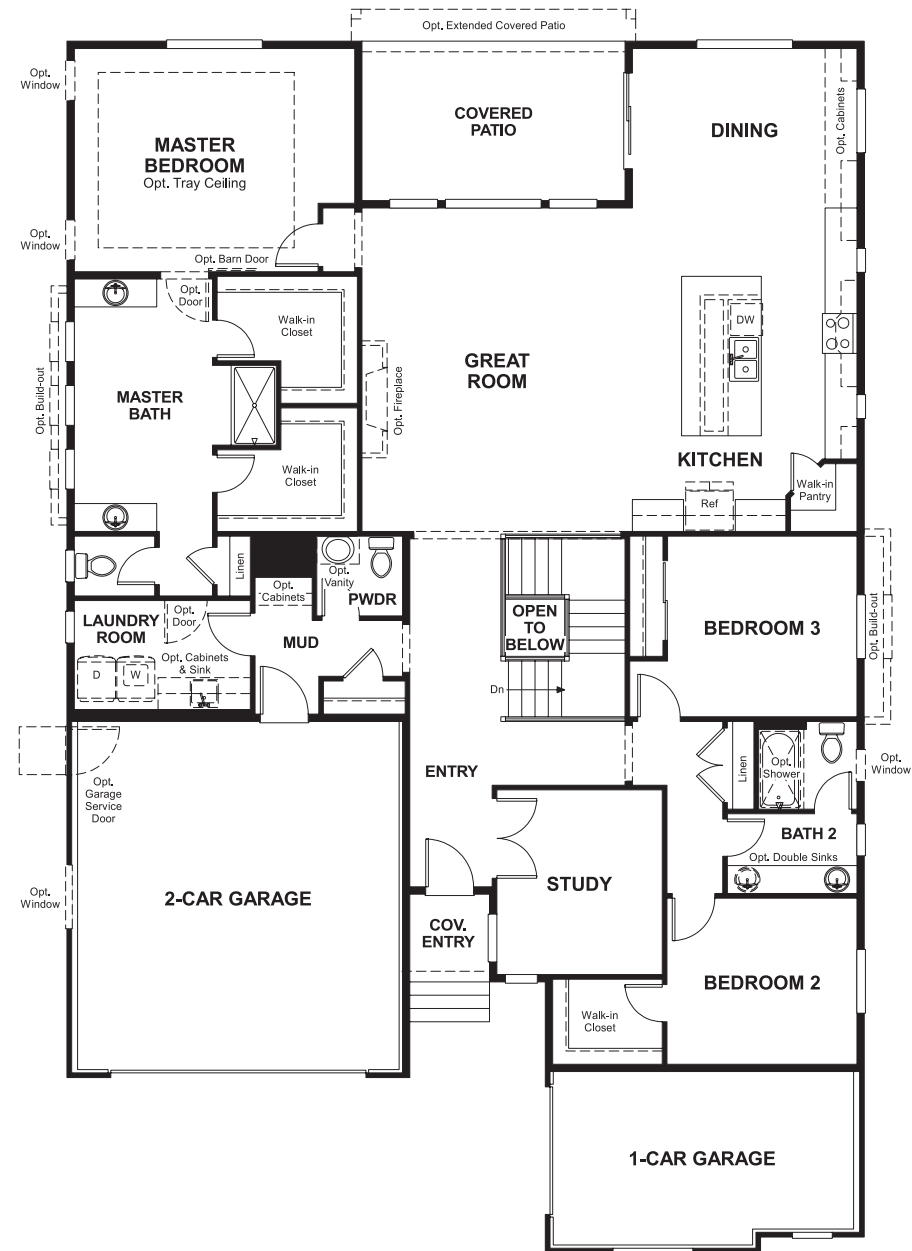 Opt. Extended Covered Patio
Opt.
Window
MASTER
BEDROOM
Opt. Tray Ceiling
COVERED
PATIO
DINING
Opt. Cabinets
Opt.
Window
Opt. Barn Door
Opt.
Door
Walk-in
Closet
DW
GREAT
ROOM
Opt. Build-out
MASTER
BATH
Opt. Fireplace
KITCHEN
Walk-in
Closet
Walk-in
Pantry
Ref
Linen
Opt.
Cabinets
Opt.
Vanity
PWDR
OPEN
TO
BELOW
BEDROOM 3
Opt. Build-out
LAUNDRY
ROOM
Opt.
Door
MUD
Opt. Cabinets
& Sink
D
W
Dn
ENTRY
Linen
Opt.
Shower
Opt.
Window
Opt.
Garage
Service
Door
BATH 2
Opt. Double Sinks
2-CAR GARAGE
Opt.
Window
STUDY
COV.
ENTRY
BEDROOM 2
Walk-in
Closet
1-CAR GARAGE